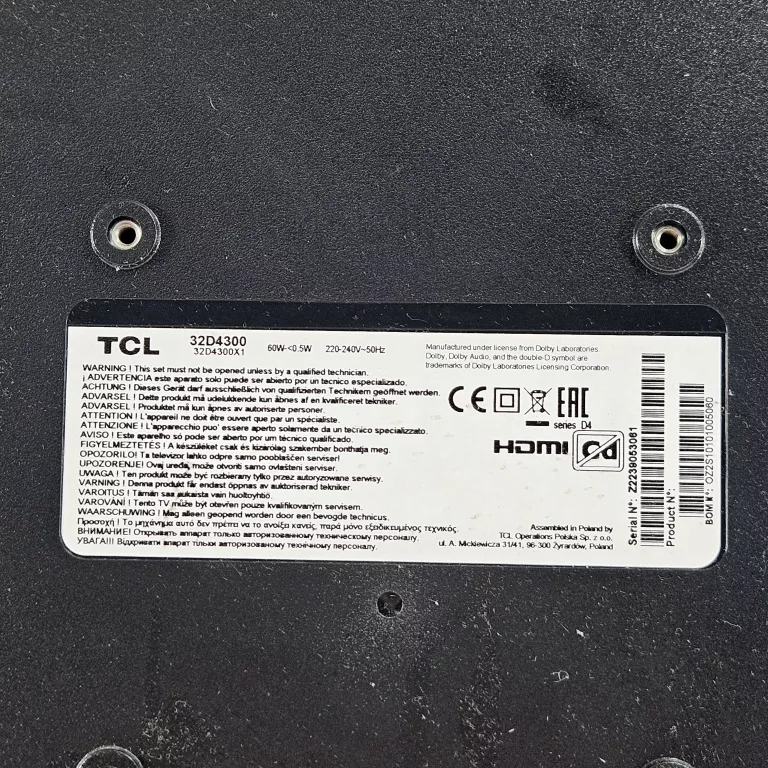 TCL 32D4300
32D4300X1
60W-<0.5W 220-240V~50Hz
Manufactured under license from Dolby Laboratories.
Dolby, Dolby Audio, and the double-D symbol are
trademarks of Dolby Laboratories Licensing Corporation.
WARNING ! This set must not be opened unless by a qualified technician.
¡ ADVERTENCIA este aparato solo puede ser abierto por un tecnico especializado.
ACHTUNG ! Dieses Gerät darf ausschließlich von qualifizierten Technikern geöffnet werden.
ADVARSEL ! Dette produkt må udelukkende kun åbnes af en kvalificeret tekniker.
ADVARSEL ! Produktet må kun åpnes av autoriserte personer.
ATTENTION ! L'appareil ne doit être ouvert que par un spécialiste.
ATTENZIONE ! L'apparecchio puo' essere aperto solamente da un tecnico specializzato.
AVISO ! Este aparelho só pode ser aberto por um técnico qualificado.
FIGYELMEZTETÉS ! A készüléket csak és kizárólag szakember bonthatja meg.
OPOZORILO! Ta televizor lahko odpre samo pooblaščen serviser.
UPOZORENJE! Ovaj uređa, može otvoriti samo ovlašteni serviser.
UWAGA ! Ten produkt może być rozbierany tylko przez autoryzowane serwisy.
VARNING ! Denna produkt får endast öppnas av auktoriserad tekniker.
VAROITUS ! Tämän saa aukaista vain huoltoyhtiö.
VAROVÁNÍ ! Tento TV může být otevřen pouze kvalifikovaným servisem.
WAARSCHUWING ! Mag alleen geopend worden door een bevogde technicus.
Προσοχή ! Το μηχάνημα αυτό δεν πρέπει να το ανοίξα κανείς, παρά μόνο εξειδικευμένος τεχνικός.
ВНИМАНИЕ! Открывать аппарат только авторизованному техническому персоналу.
УВАГА!!! Відкривати апарат тільки авторизованому технічному персоналу.
CE EAC
series D4
HDMI
Assembled in Poland by
TCL Operations Polska Sp. z o.o.
ul. A. Mickiewicza 31/41, 96-300 Żyrardów, Poland
Serial N°: Z2239053061
Product N°:
BOM k°: OZ2S10101005080